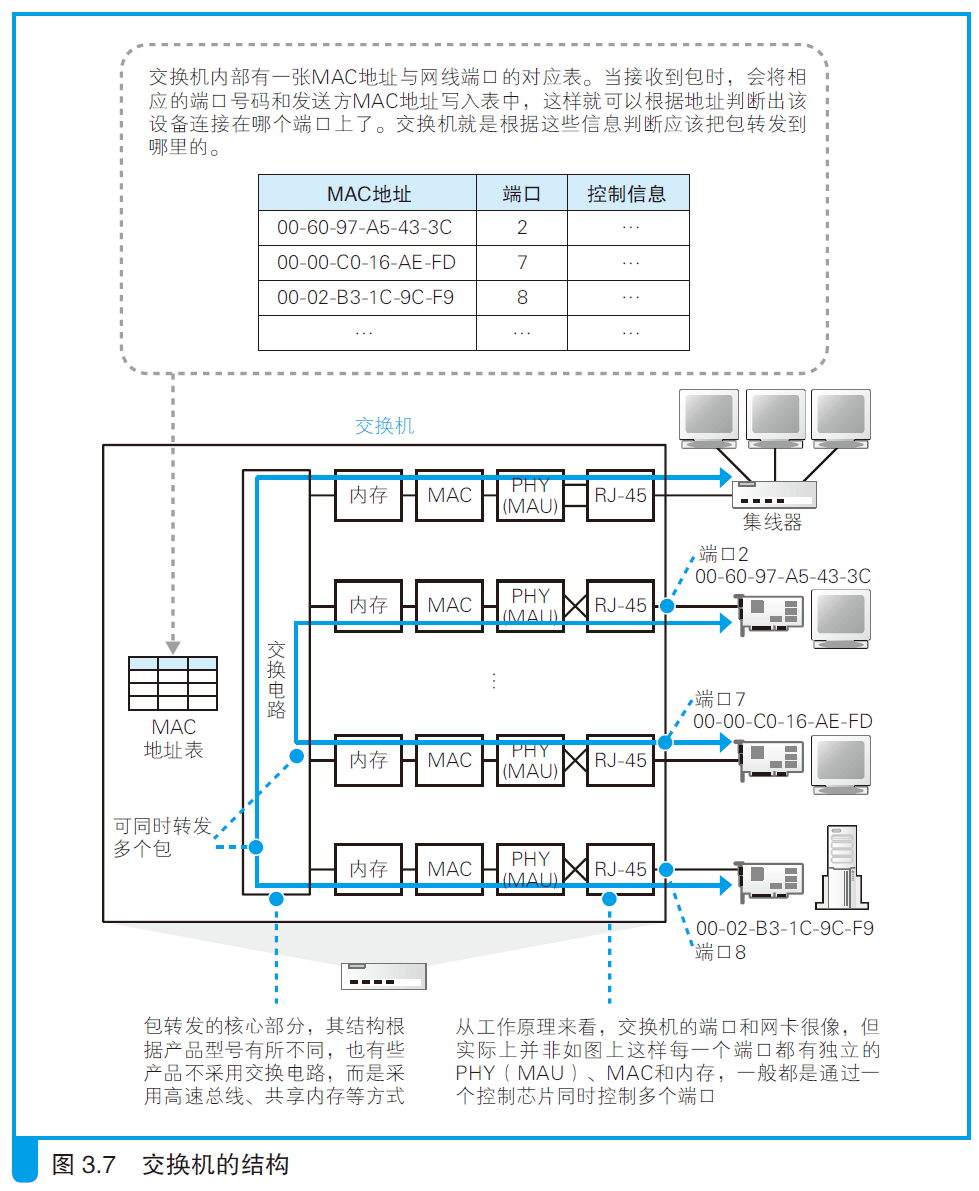 交换机内部有一张MAC地址与网线端口的对应表。当接收到包时，会将相
应的端口号码和发送方MAC地址写入表中，这样就可以根据地址判断出该
设备连接在哪个端口上了。交换机就是根据这些信息判断应该把包转发到
哪里的。
MAC地址 端口 控制信息
00-60-97-A5-43-3C 2 …
00-00-C0-16-AE-FD 7 …
00-02-B3-1C-9C-F9 8 …
… … …
交换机
内存 MAC PHY (MAU) RJ-45
集线器
端口2
00-60-97-A5-43-3C
内存 MAC PHY (MAU) RJ-45
交换电路
⋮
MAC
地址表
端口7
00-00-C0-16-AE-FD
内存 MAC PHY (MAU) RJ-45
可同时转发
多个包
内存 MAC PHY (MAU) RJ-45
00-02-B3-1C-9C-F9
端口8
包转发的核心部分，其结构根
据产品型号有所不同，也有些
产品不采用交换电路，而是采
用高速总线、共享内存等方式
从工作原理来看，交换机的端口和网卡很像，但
实际上并非如图上这样每一个端口都有独立的
PHY（MAU）、MAC和内存，一般都是通过一
个控制芯片同时控制多个端口
图 3.7 交换机的结构